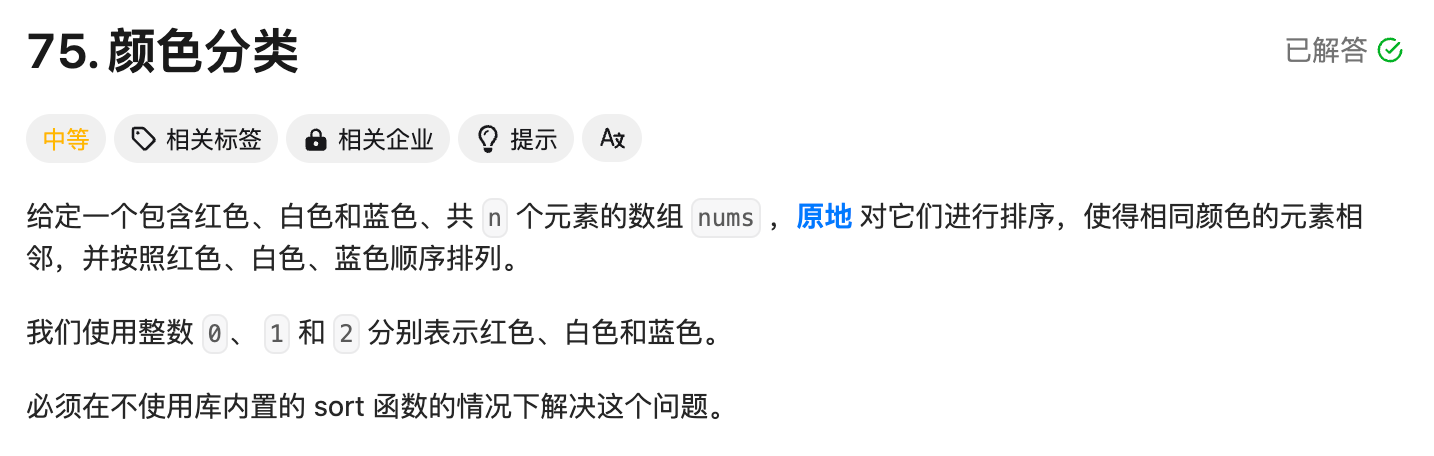 75. 颜色分类
已解答
中等 相关标签 相关企业 提示 A文
给定一个包含红色、白色和蓝色、共 n 个元素的数组 nums ，原地 对它们进行排序，使得相同颜色的元素相
邻，并按照红色、白色、蓝色顺序排列。
我们使用整数 0、 1 和 2 分别表示红色、白色和蓝色。
必须在不使用库内置的 sort 函数的情况下解决这个问题。